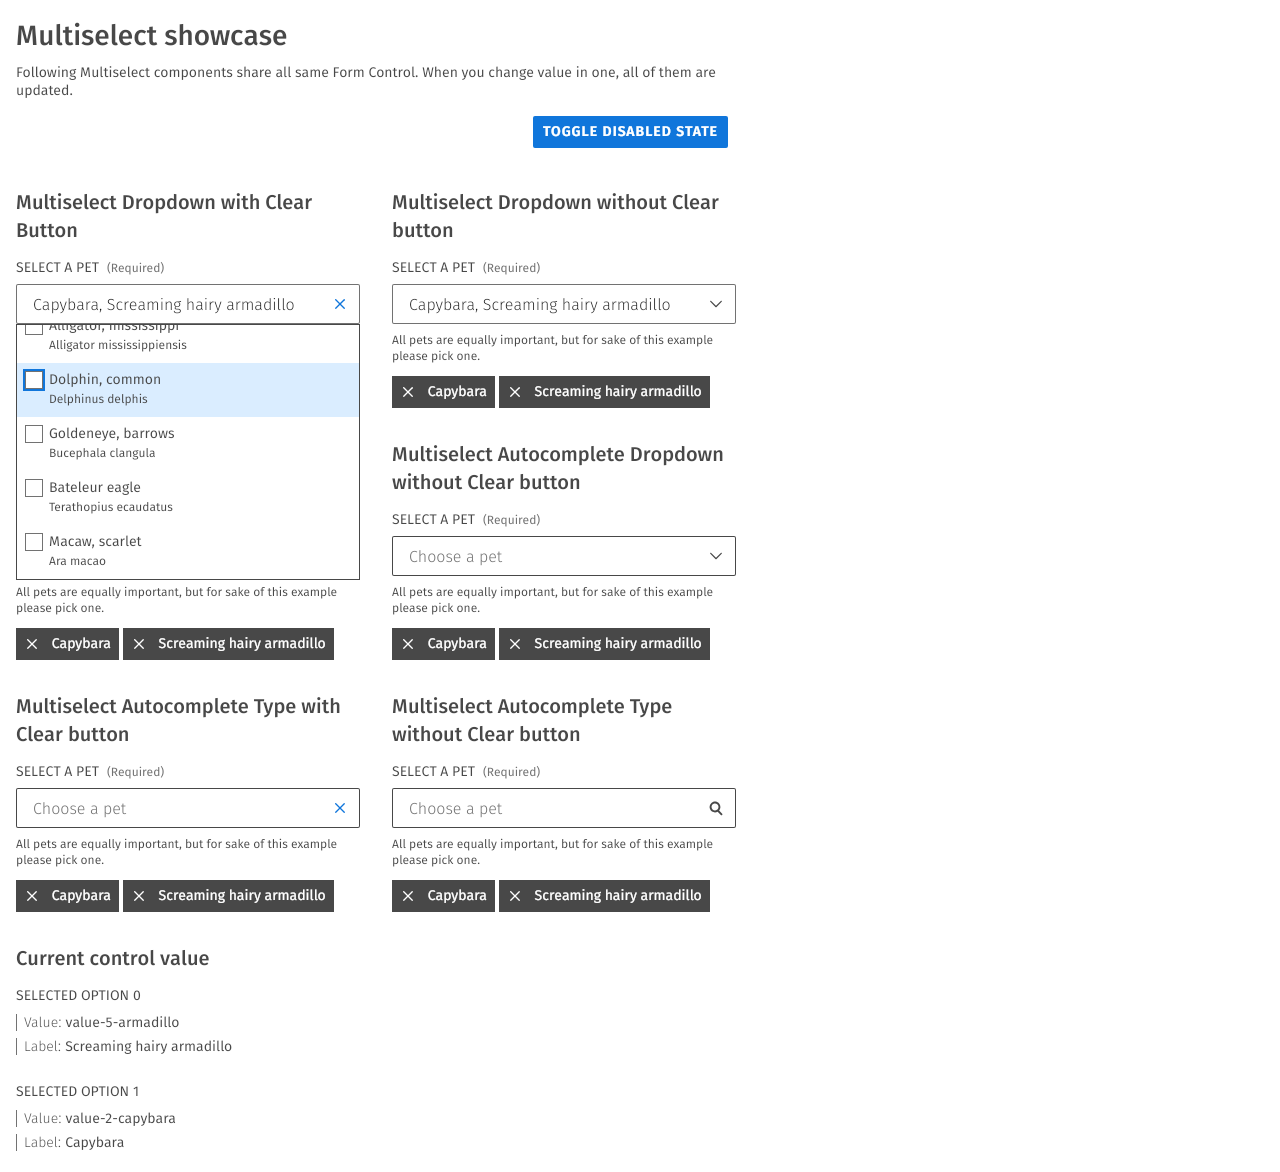 Multiselect showcase
Following Multiselect components share all same Form Control. When you change value in one, all of them are
updated.
TOGGLE DISABLED STATE
Multiselect Dropdown with Clear
Button
SELECT A PET (Required)
Capybara, Screaming hairy armadillo
Alligator, mississippi
Alligator mississippiensis
Dolphin, common
Delphinus delphis
Goldeneye, barrows
Bucephala clangula
Bateleur eagle
Terathopius ecaudatus
Macaw, scarlet
Ara macao
All pets are equally important, but for sake of this example
please pick one.
Capybara
Screaming hairy armadillo
Multiselect Dropdown without Clear
button
SELECT A PET (Required)
Capybara, Screaming hairy armadillo
All pets are equally important, but for sake of this example
please pick one.
Capybara
Screaming hairy armadillo
Multiselect Autocomplete Dropdown
without Clear button
SELECT A PET (Required)
Choose a pet
All pets are equally important, but for sake of this example
please pick one.
Capybara
Screaming hairy armadillo
Multiselect Autocomplete Type with
Clear button
SELECT A PET (Required)
Choose a pet
All pets are equally important, but for sake of this example
please pick one.
Capybara
Screaming hairy armadillo
Multiselect Autocomplete Type
without Clear button
SELECT A PET (Required)
Choose a pet
All pets are equally important, but for sake of this example
please pick one.
Capybara
Screaming hairy armadillo
Current control value
SELECTED OPTION 0
Value: value-5-armadillo
Label: Screaming hairy armadillo
SELECTED OPTION 1
Value: value-2-capybara
Label: Capybara